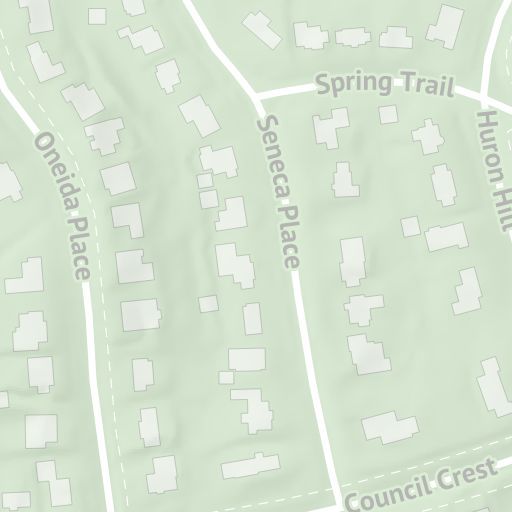 Spring Trail
Oneida Place
Seneca Place
Huron Hill
Council Crest